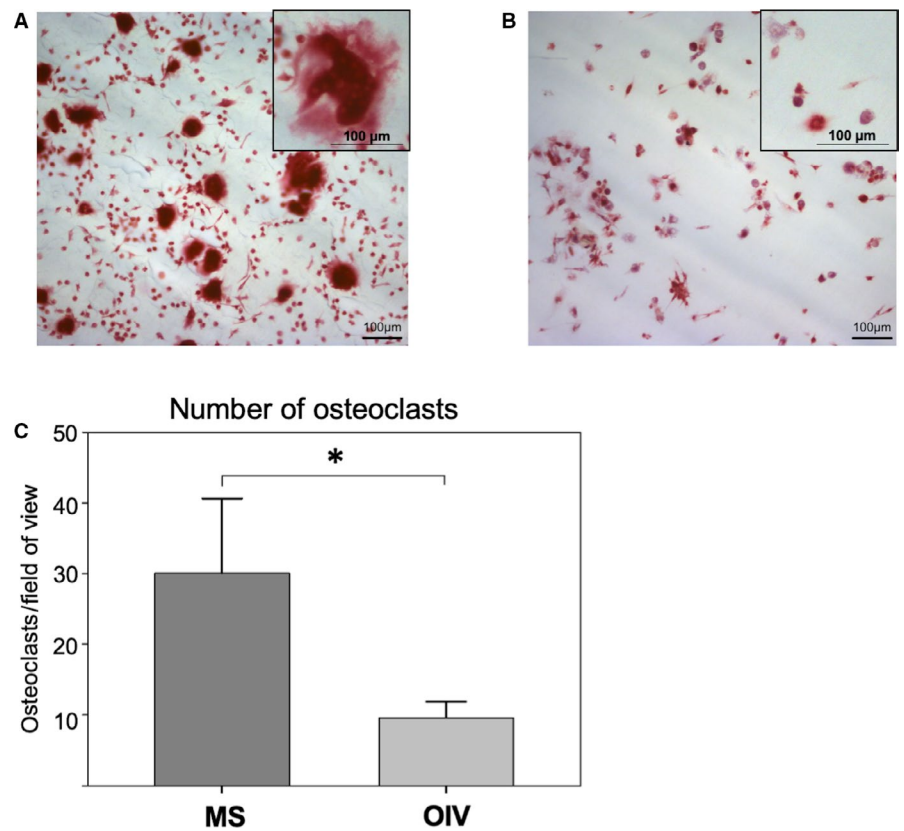 A
100 µm
100µm
B
100 µm
100µm
C
Number of osteoclasts
Osteoclasts/field of view
50
*
40
30
20
10
MS
OIV